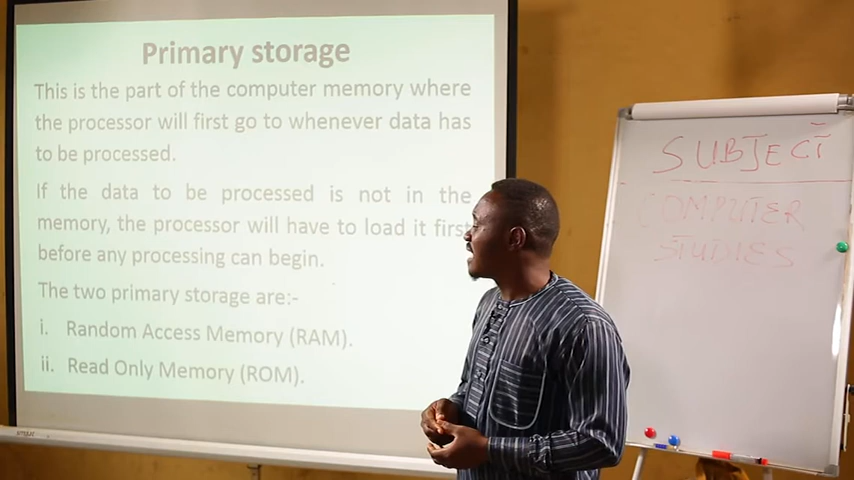 Primary storage
This is the part of the computer memory where
the processor will first go to whenever data has
to be processed.
If the data to be processed is not in the
memory, the processor will have to load it first
before any processing can begin.
The two primary storage are:-
i. Random Access Memory (RAM).
ii. Read Only Memory (ROM).
SUBJECT
COMPUTER
STUDIES